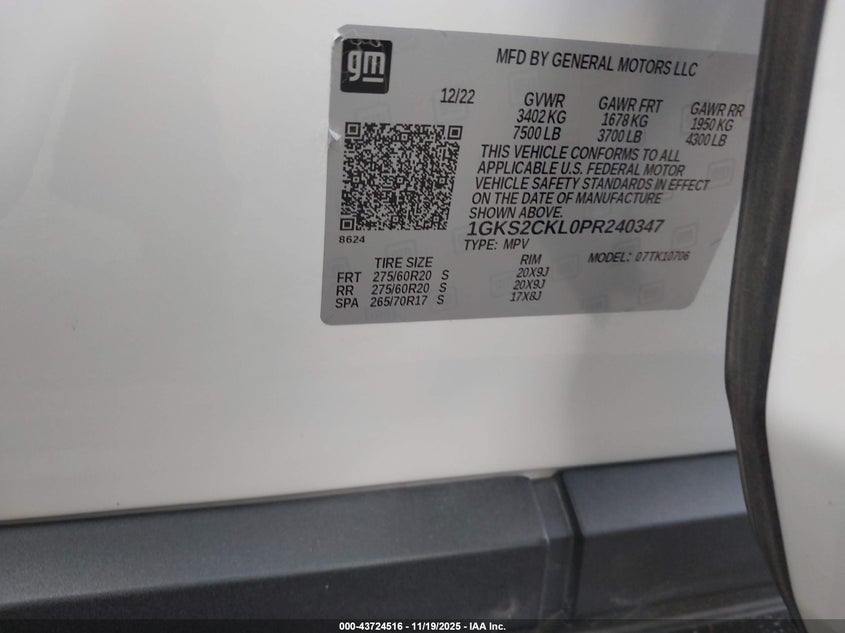 gm
MFD BY GENERAL MOTORS LLC
12/22 GVWR GAWR FRT GAWR RR
3402 KG 1678 KG 1950 KG
7500 LB 3700 LB 4300 LB
THIS VEHICLE CONFORMS TO ALL
APPLICABLE U.S. FEDERAL MOTOR
VEHICLE SAFETY STANDARDS IN EFFECT
ON THE DATE OF MANUFACTURE
SHOWN ABOVE.
8624
1GKS2CKL0PR240347
TYPE: MPV MODEL: 07TK10706
TIRE SIZE RIM
FRT 275/60R20 S 20X9J
RR 275/60R20 S 20X9J
SPA 265/70R17 S 17X8J
000-43724516 - 11/19/2025 - IAA Inc.